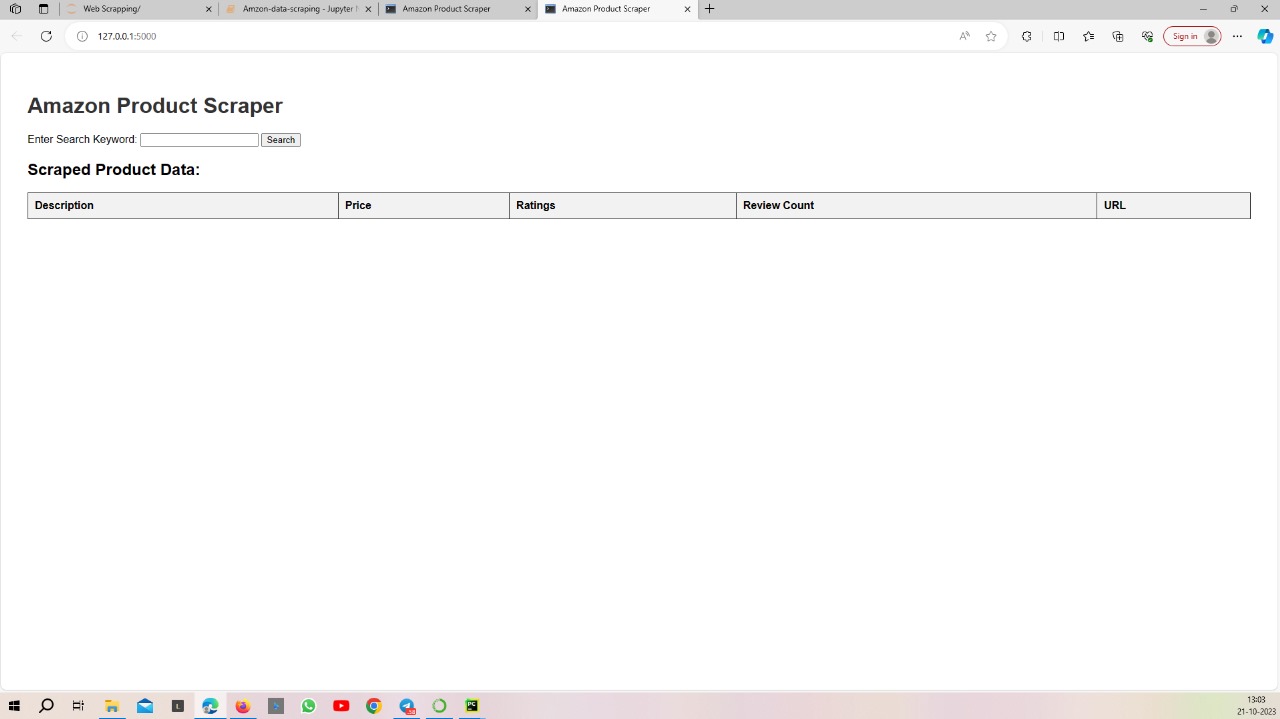 Web Scrapping/
Amzon-data-scraping - Jupyter
Amazon Product Scraper
Amazon Product Scraper
127.0.0.1:5000
Sign in
Amazon Product Scraper
Enter Search Keyword:
Search
Scraped Product Data:
Description Price Ratings Review Count URL
13:03
21-10-2023